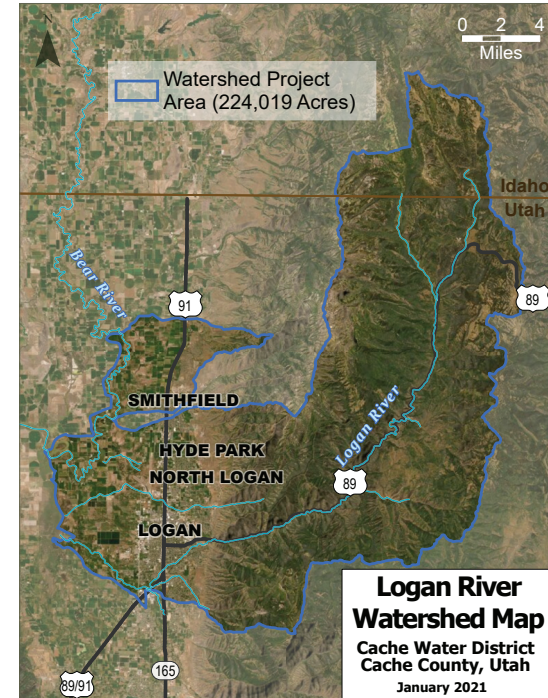 N
0 2 4
Miles
Watershed Project
Area (224,019 Acres)
Idaho
Utah
Bear River
91
89
SMITHFIELD
Logan River
HYDE PARK
NORTH LOGAN
89
LOGAN
Logan River
Watershed Map
Cache Water District
Cache County, Utah
January 2021
89/91
165